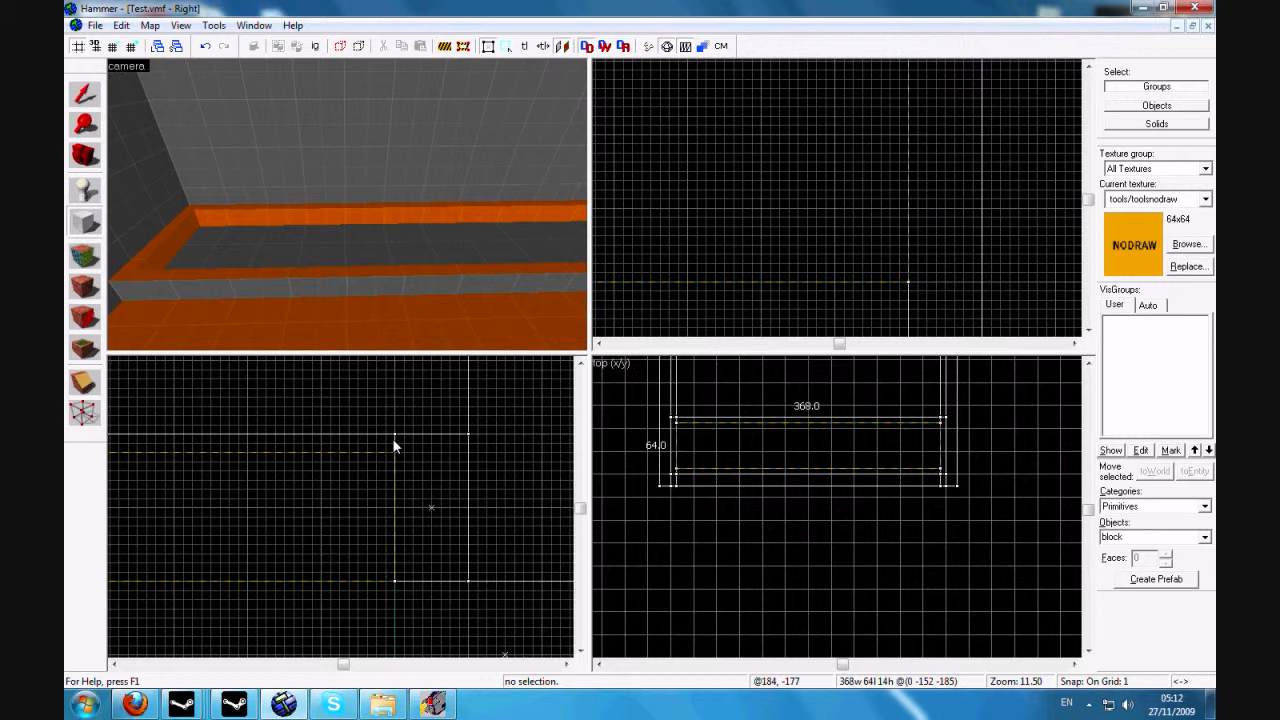 Hammer - [Test.vmf - Right]
File Edit Map View Tools Window Help
CM
camera
top (x/y)
368.0
64.0
Select:
Groups
Objects
Solids
Texture group:
All Textures
Current texture:
tools/toolsnodraw
64x64
NODRAW
Browse...
Replace...
VisGroups:
User Auto
Show Edit Mark
Move selected:
toWorld toEntity
Categories:
Primitives
Objects:
block
Faces: 0
Create Prefab
For Help, press F1
no selection.
@184, -177
368w 64l 14h @(0 -152 -185)
Zoom: 11.50
Snap: On Grid: 1
<->
EN
05:12
27/11/2009